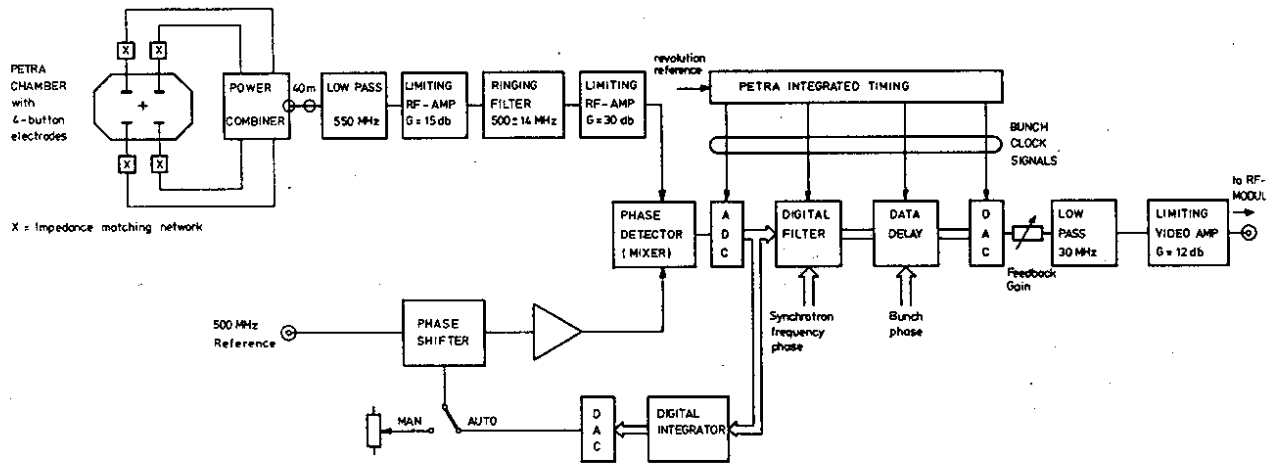 PETRA
CHAMBER
with
4-button
electrodes
X
X
X
X
+
POWER
COMBINER
40m
LOW PASS
550 MHz
LIMITING
RF-AMP
G = 15 db
RINGING
FILTER
500 ± 14 MHz
LIMITING
RF-AMP
G = 30 db
revolution
reference
PETRA INTEGRATED TIMING
BUNCH
CLOCK
SIGNALS
X = Impedance matching network
PHASE
DETECTOR
(MIXER)
A
D
C
DIGITAL
FILTER
DATA
DELAY
D
A
C
Feedback
Gain
LOW
PASS
30 MHz
LIMITING
VIDEO AMP
G = 12 db
to RF-
MODUL
Synchrotron
frequency
phase
Bunch
phase
500 MHz
Reference
PHASE
SHIFTER
MAN
AUTO
D
A
C
DIGITAL
INTEGRATOR